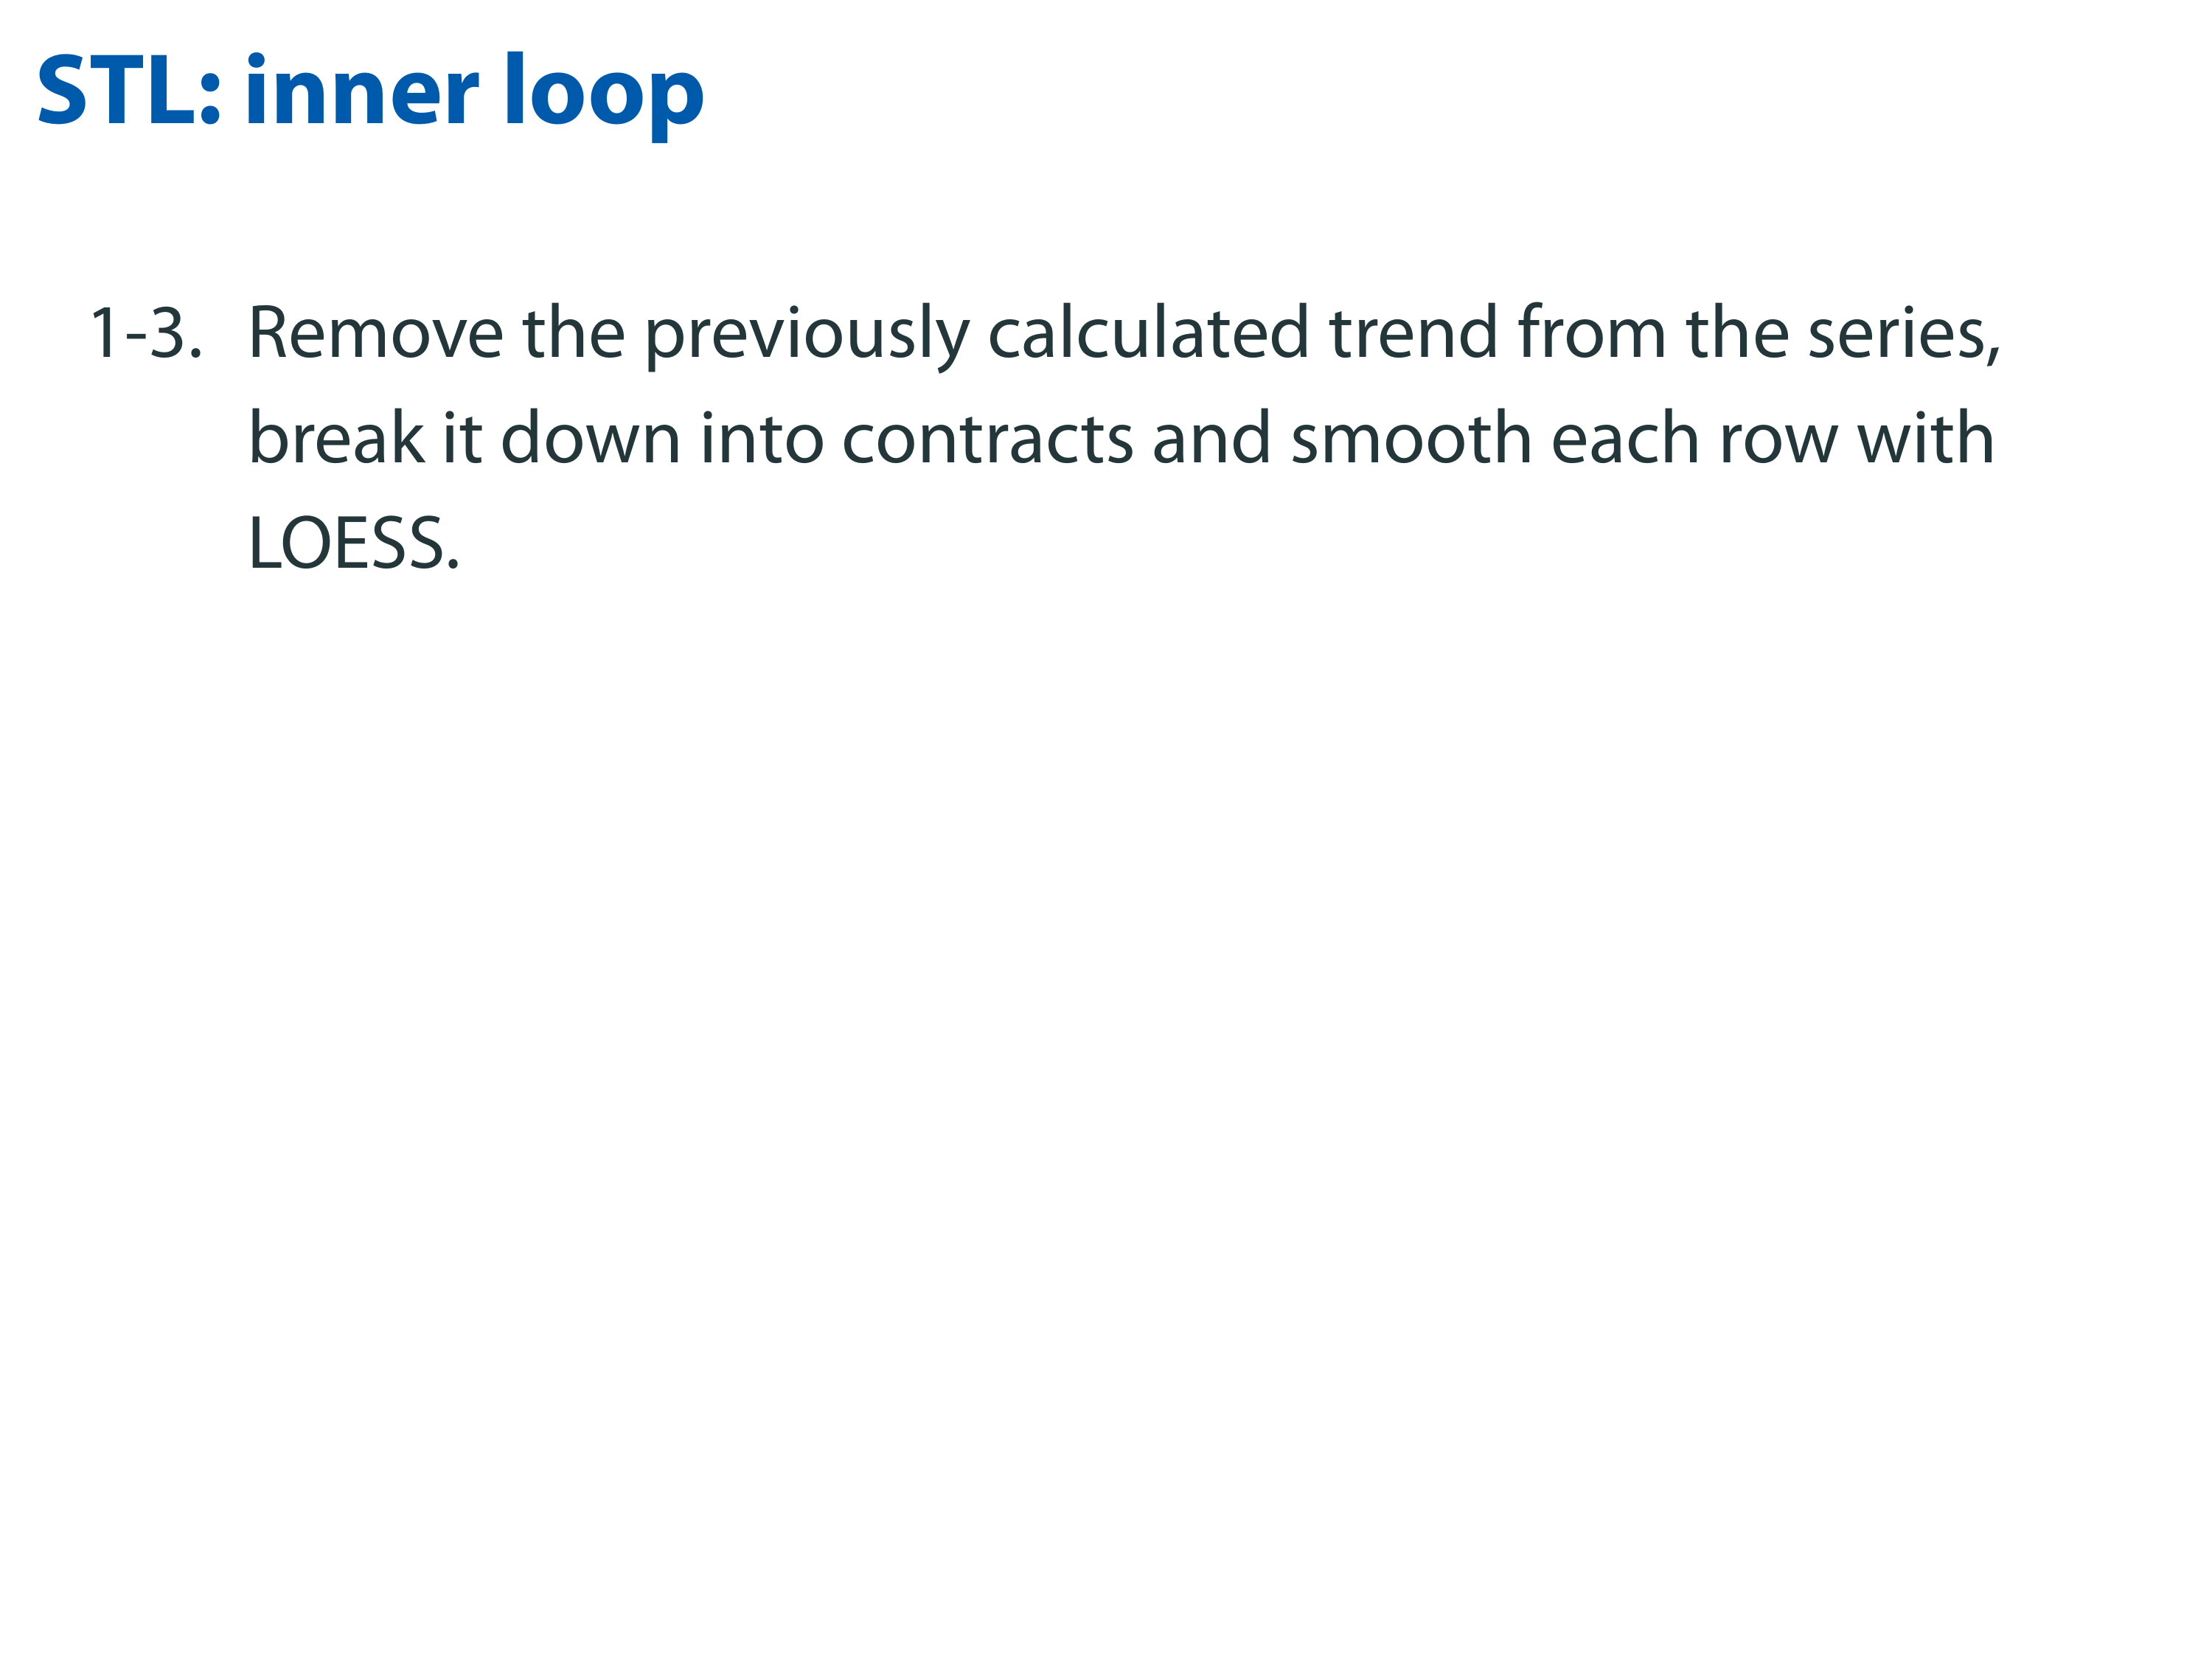 STL: inner loop
1-3. Remove the previously calculated trend from the series,
break it down into contracts and smooth each row with
LOESS.